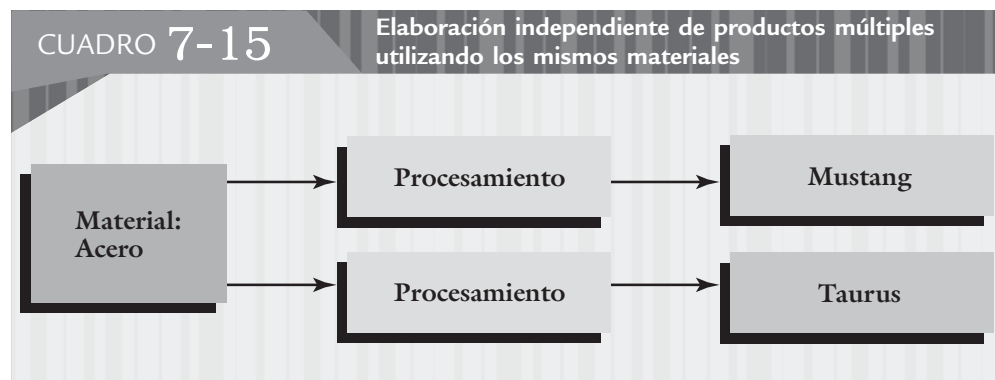 CUADRO 7-15
Elaboración independiente de productos múltiples
utilizando los mismos materiales
Material:
Acero
Procesamiento
Mustang
Procesamiento
Taurus